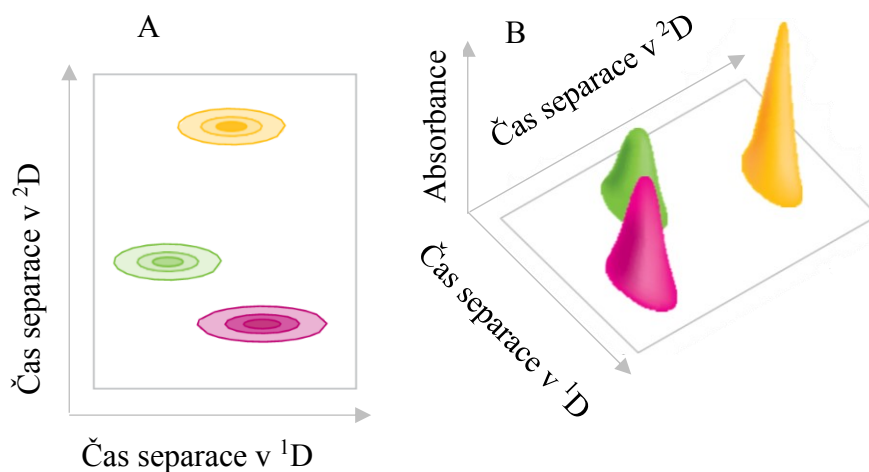 A
Čas separace v ²D
Čas separace v ¹D
B
Absorbance
Čas separace v ²D
Čas separace v ¹D